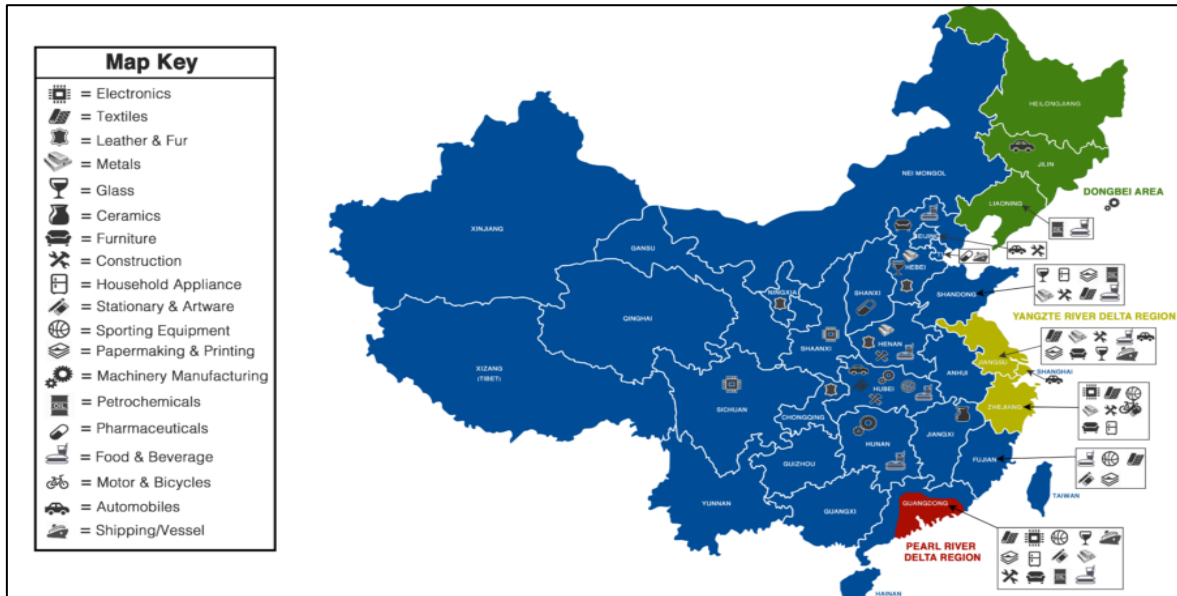 Map Key
= Electronics
= Textiles
= Leather & Fur
= Metals
= Glass
= Ceramics
= Furniture
= Construction
= Household Appliance
= Stationary & Artware
= Sporting Equipment
= Papermaking & Printing
= Machinery Manufacturing
= Petrochemicals
= Pharmaceuticals
= Food & Beverage
= Motor & Bicycles
= Automobiles
= Shipping/Vessel
HEILONGJIANG
JILIN
NEI MONGOL
DONGBEI AREA
LIAONING
XINJIANG
BEIJING
GANSU
HEBEI
NINGXIA
SHANXI
SHANDONG
QINGHAI
YANGZTE RIVER DELTA REGION
SHAANXI
HENAN
JIANGSU
XIZANG
(TIBET)
ANHUI
SHANGHAI
SICHUAN
HUBEI
ZHEJIANG
CHONGQING
HUNAN
JIANGXI
FUJIAN
GUIZHOU
TAIWAN
YUNNAN
GUANGXI
GUANGDONG
PEARL RIVER
DELTA REGION
HAINAN